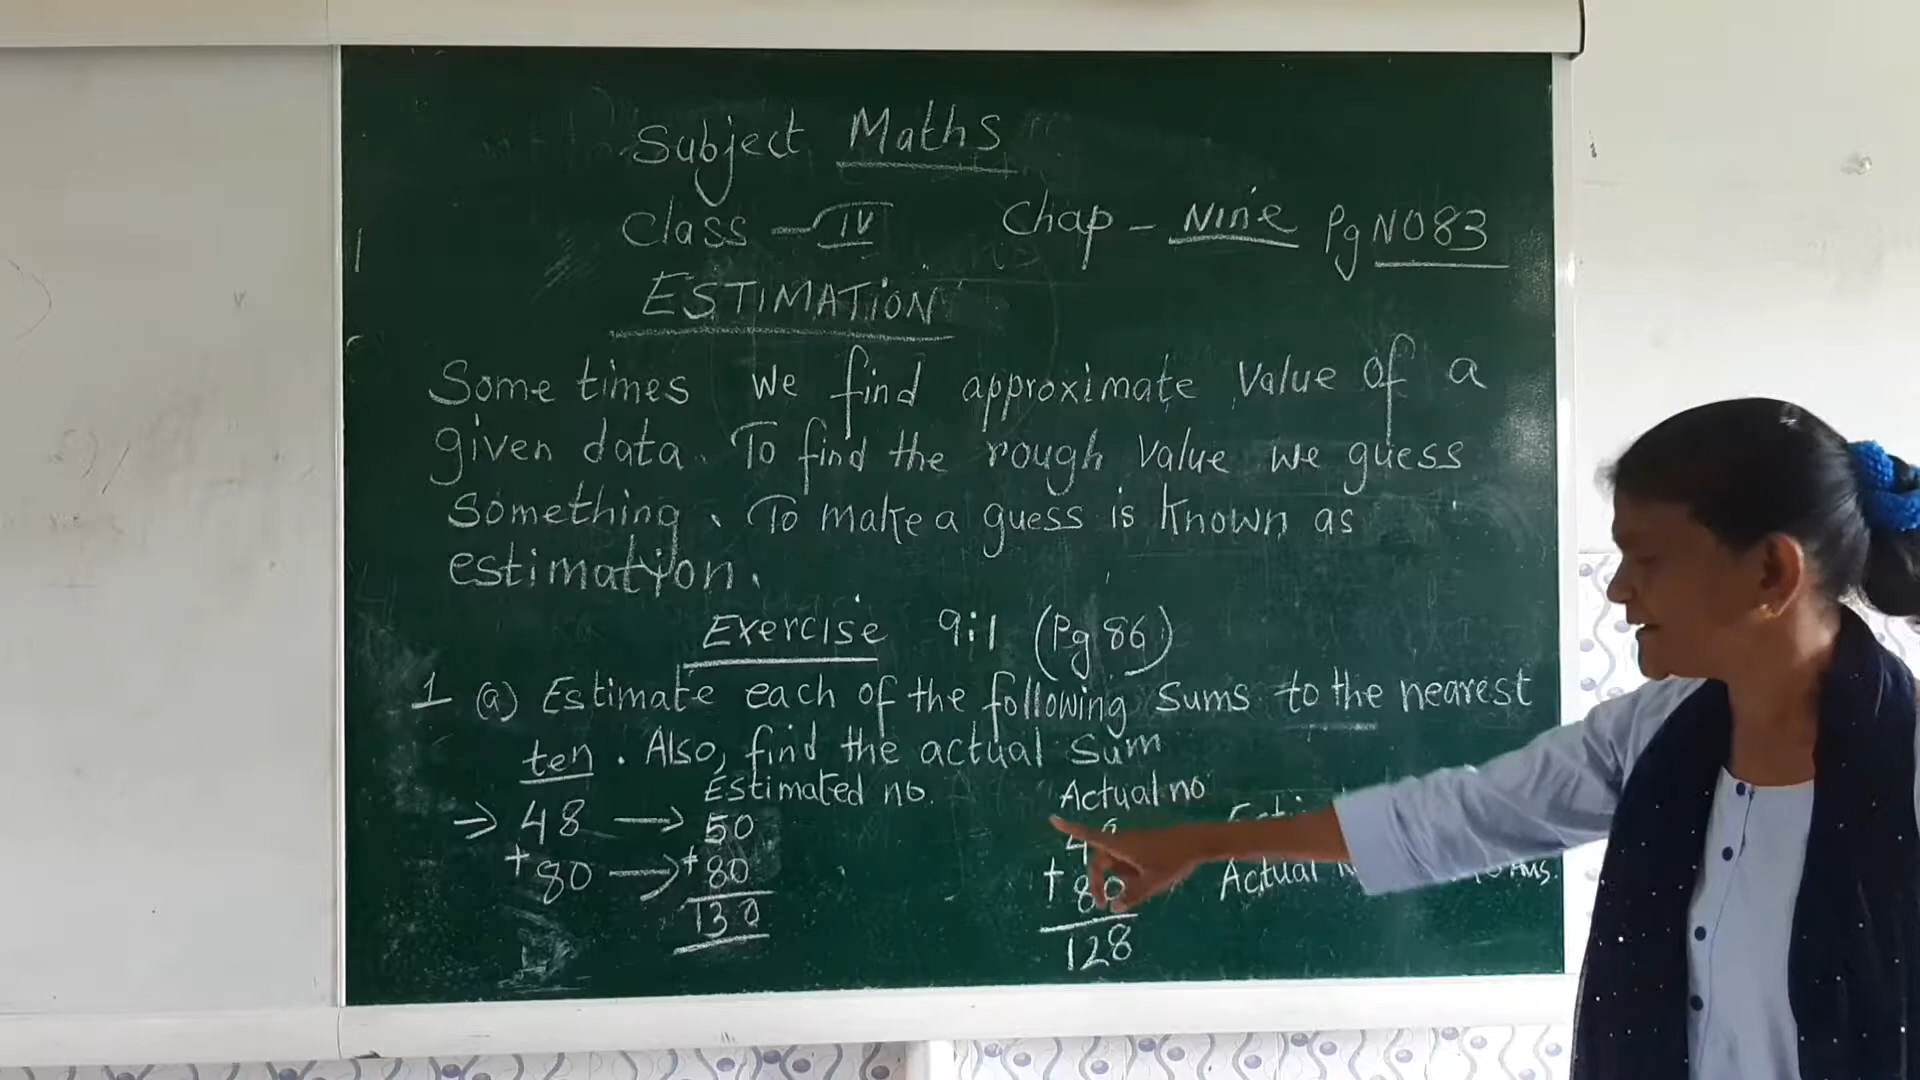 Subject Maths
Class - IV Chap - Nine Pg NO 83
ESTIMATION
Some times we find approximate value of a
given data. To find the rough value we guess
something. To make a guess is known as
estimation.
Exercise 9:1 (Pg 86)
1 (a) Estimate each of the following sums to the nearest
ten. Also, find the actual sum
Estimated no. Actual no
→ 48 → 50
+ 80 → + 80 + 80 Actual
130 128